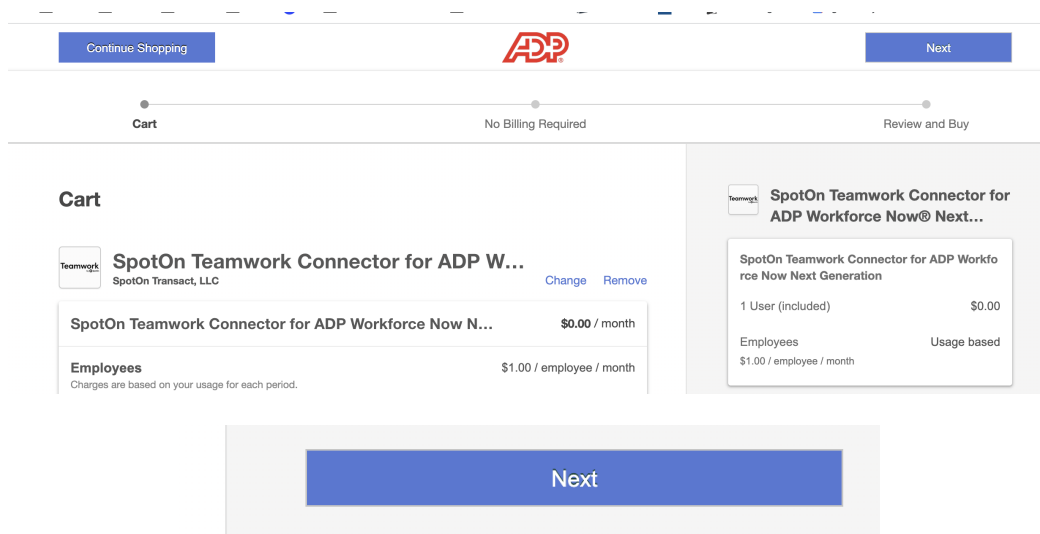 Continue Shopping
ADP
Next
Cart
No Billing Required
Review and Buy
Cart
Teamwork
SpotOn Teamwork Connector for ADP W...
SpotOn Transact, LLC
Change Remove
SpotOn Teamwork Connector for ADP Workforce Now N...
$0.00 / month
Employees
$1.00 / employee / month
Charges are based on your usage for each period.
Teamwork
SpotOn Teamwork Connector for
ADP Workforce Now® Next...
SpotOn Teamwork Connector for ADP Workfo
rce Now Next Generation
1 User (included) $0.00
Employees Usage based
$1.00 / employee / month
Next